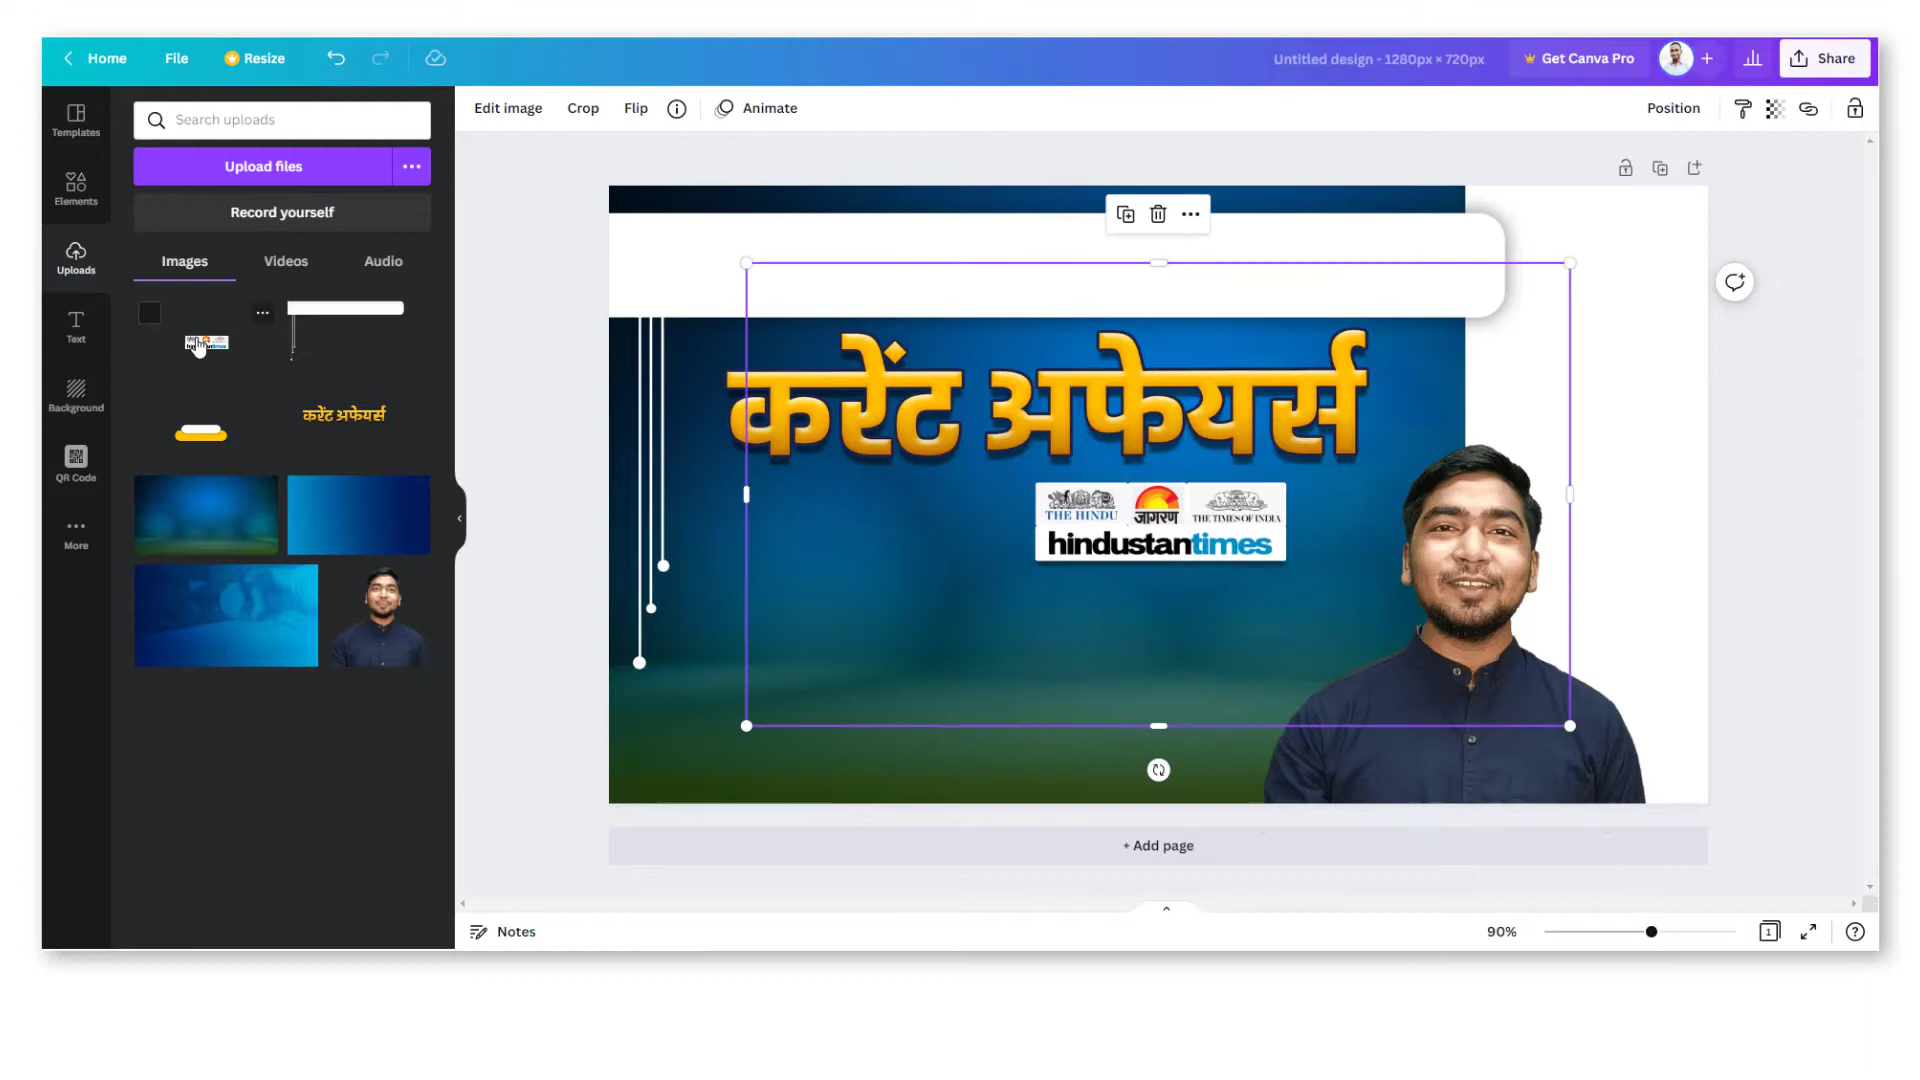 Home File Resize
Untitled design - 1280px × 720px
Get Canva Pro
Share
Templates
Elements
Uploads
Text
Background
QR Code
More
Search uploads
Upload files
Record yourself
Images Videos Audio
करेंट अफेयर्स
Edit image Crop Flip Animate
Position
करेंट अफेयर्स
THE HINDU जागरण THE TIMES OF INDIA
hindustantimes
+ Add page
Notes
90%
1